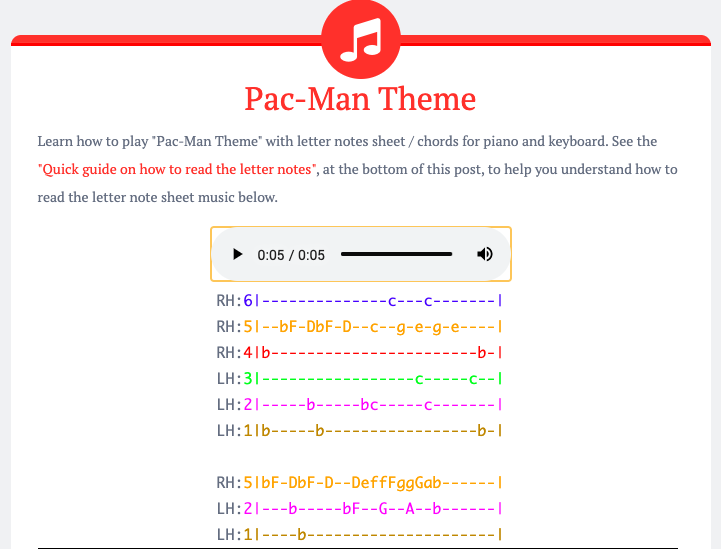 Pac-Man Theme
Learn how to play "Pac-Man Theme" with letter notes sheet / chords for piano and keyboard. See the
"Quick guide on how to read the letter notes", at the bottom of this post, to help you understand how to
read the letter note sheet music below.
0:05 / 0:05
RH:6|--------------c---c-------|
RH:5|--bF-DbF-D--c--g-e-g-e----|
RH:4|b-----------------------b-|
LH:3|-----------------c-----c--|
LH:2|-----b-----bc-----c-------|
LH:1|b-----b-----------------b-|
RH:5|bF-DbF-D--DeffFggGab------|
LH:2|---b-----bF--G--A--b------|
LH:1|----b---------------------|